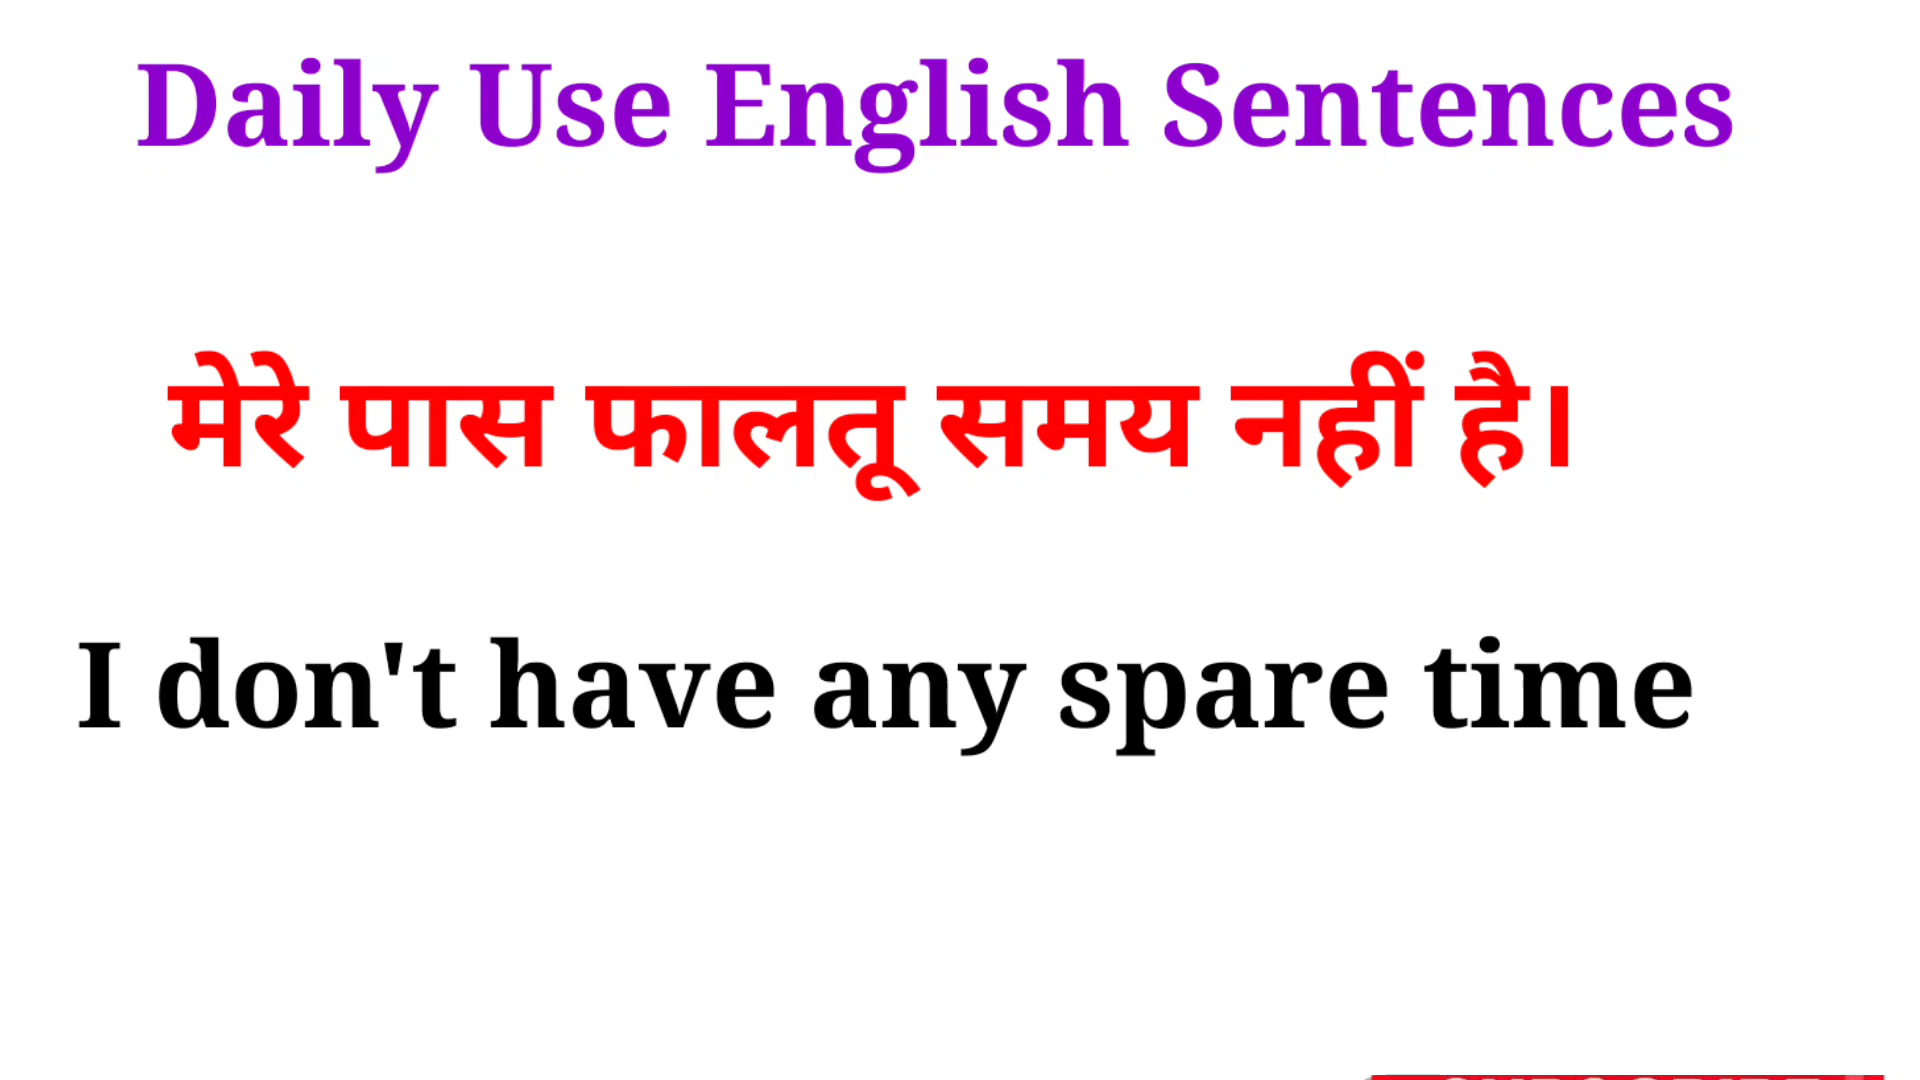 Daily Use English Sentences
मेरे पास फालतू समय नहीं है।
I don't have any spare time